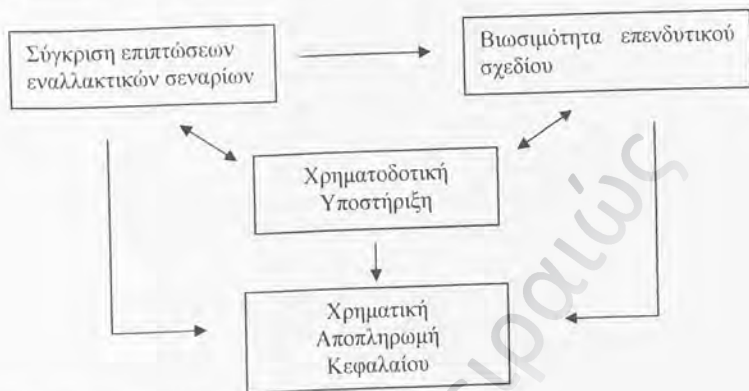 Σύγκριση επιπτώσεων
εναλλακτικών σεναρίων
Βιωσιμότητα επενδυτικού
σχεδίου
Χρηματοδοτική
Υποστήριξη
Χρηματική
Αποπληρωμή
Κεφαλαίου